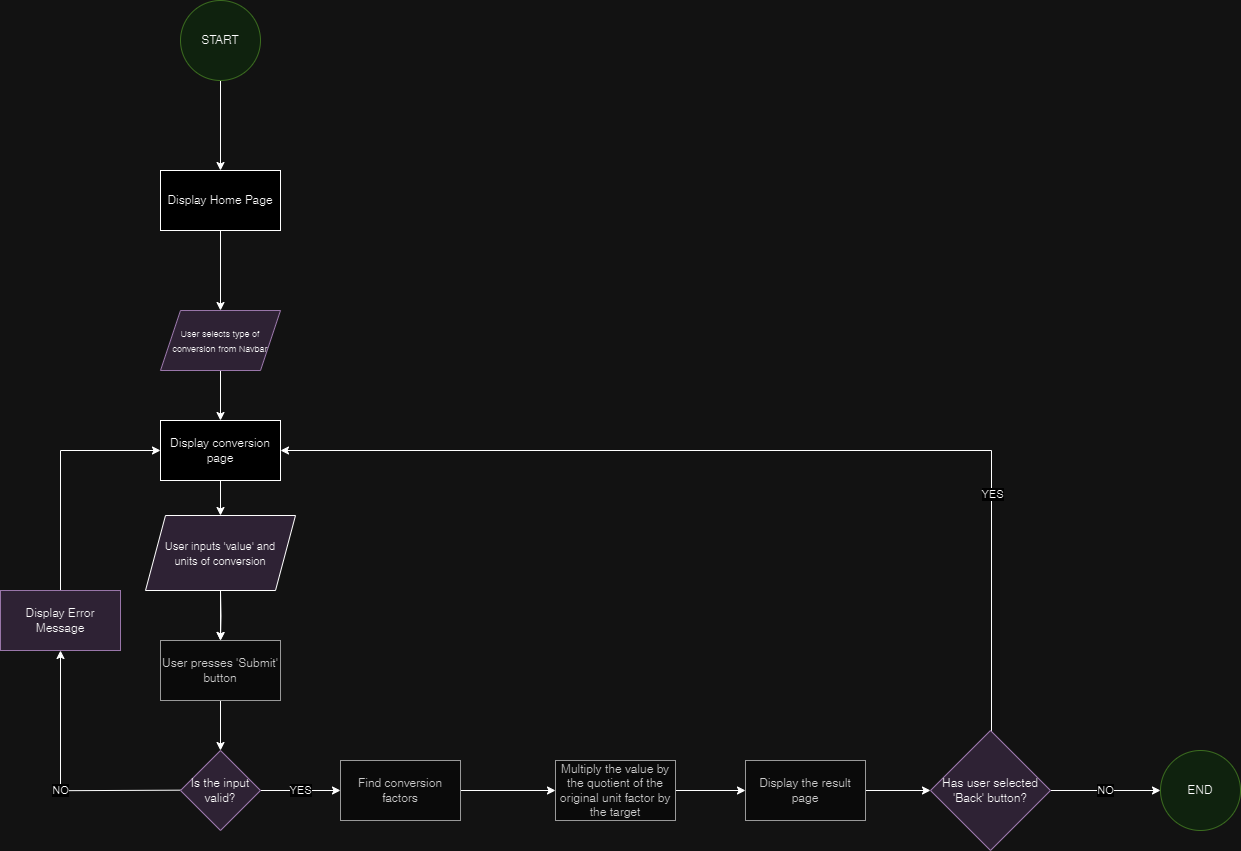 START
Display Home Page
User selects type of
conversion from Navbar
Display conversion
page
YES
User inputs 'value' and
units of conversion
Display Error
Message
User presses 'Submit'
button
Is the input
valid?
NO
YES
Find conversion
factors
Multiply the value by
the quotient of the
original unit factor by
the target
Display the result
page
Has user selected
'Back' button?
NO
END